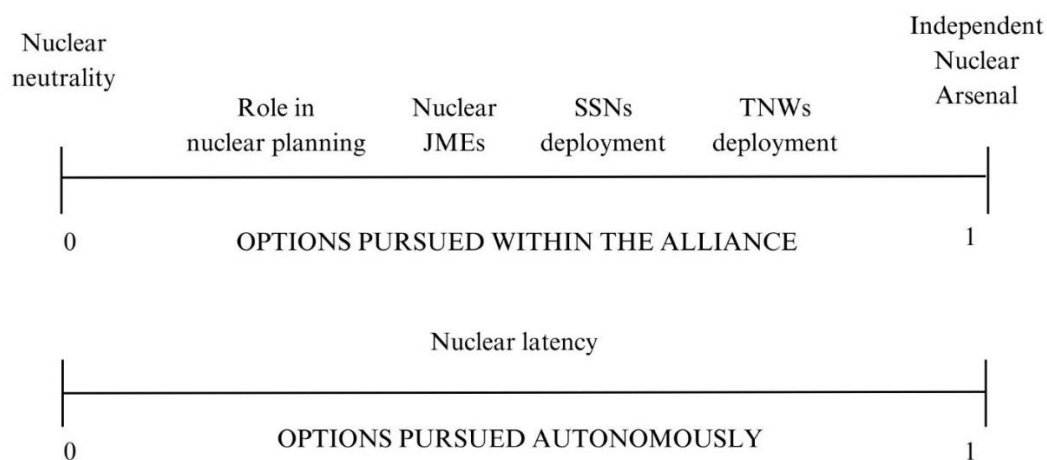 Nuclear
neutrality
Independent
Nuclear
Arsenal
Role in
nuclear planning
Nuclear
JMEs
SSNs
deployment
TNWs
deployment
0
OPTIONS PURSUED WITHIN THE ALLIANCE
1
Nuclear latency
0
OPTIONS PURSUED AUTONOMOUSLY
1